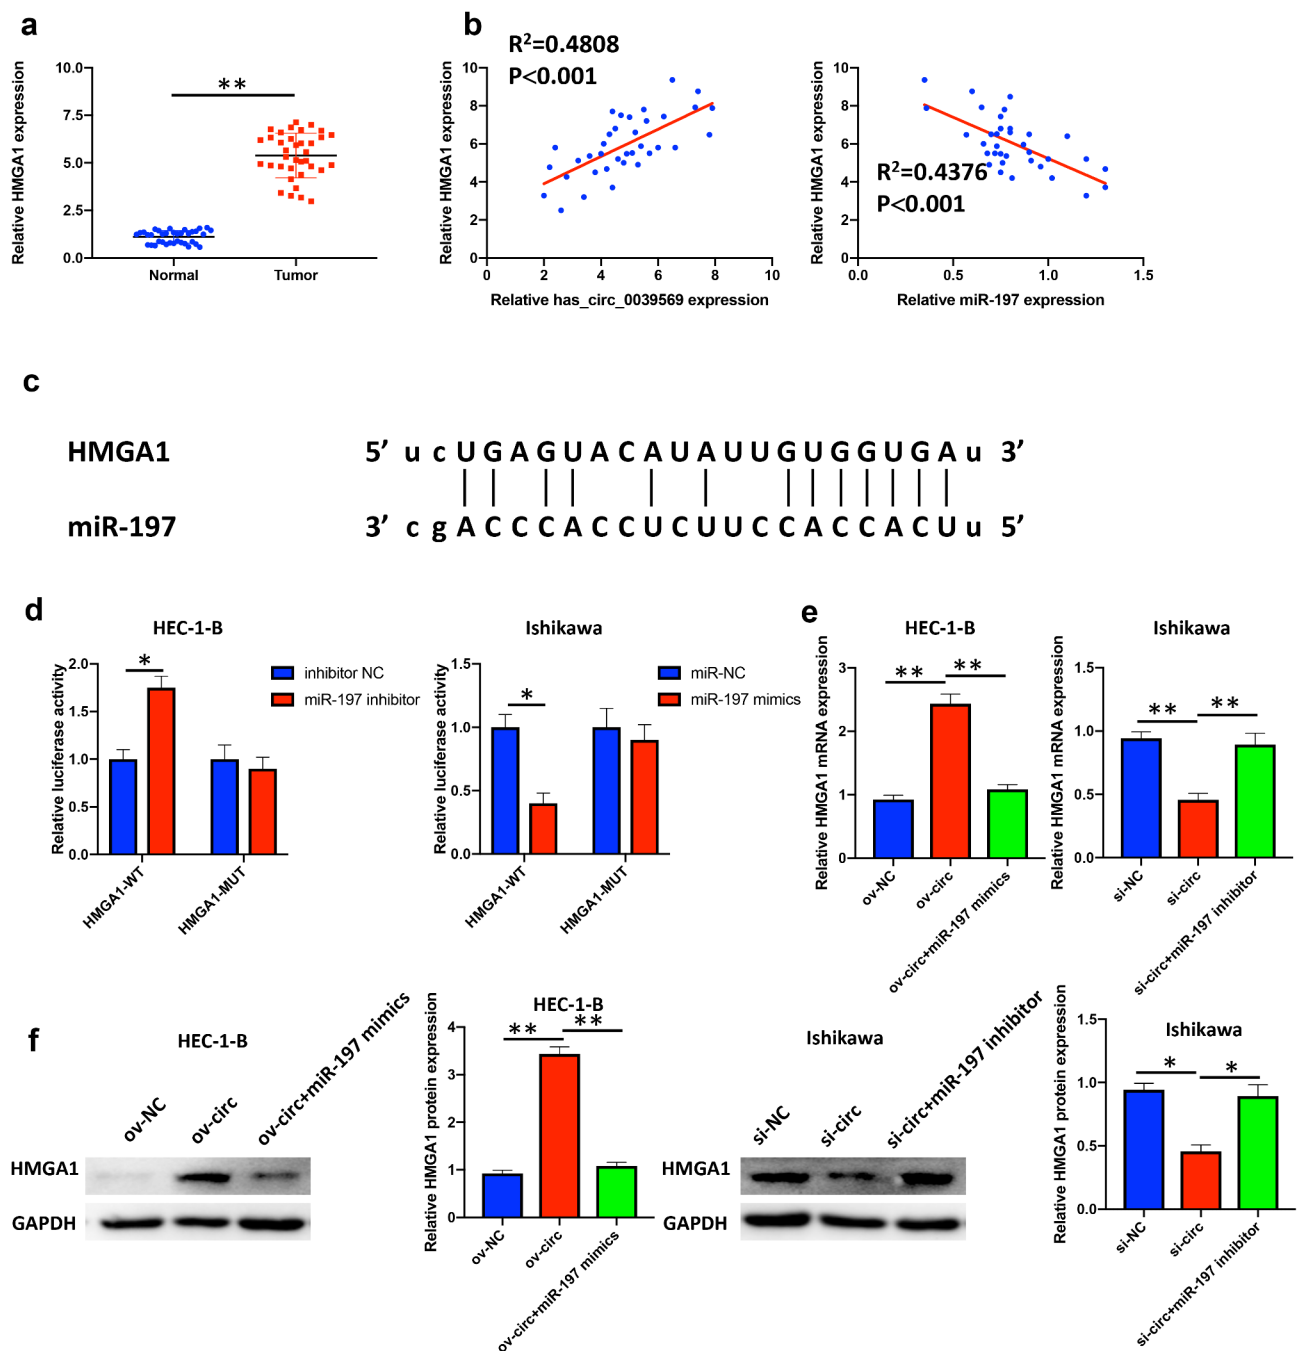 a
Relative HMGA1 expression
10.0
7.5
5.0
2.5
0.0
**
Normal
Tumor
b
R²=0.4808
P<0.001
Relative HMGA1 expression
10
8
6
4
2
0
0
2
4
6
8
10
Relative has_circ_0039569 expression
Relative HMGA1 expression
10
8
6
4
2
0
R²=0.4376
P<0.001
0.0
0.5
1.0
1.5
Relative miR-197 expression
c
HMGA1 5’ u c U G A G U A C A U A U U G U G G U G A u 3’
miR-197 3’ c g A C C C A C C U C U U C C A C C A C U u 5’
d
HEC-1-B
Relative luciferase activity
2.0
1.5
1.0
0.5
0.0
*
inhibitor NC
miR-197 inhibitor
HMGA1-WT
HMGA1-MUT
Ishikawa
Relative luciferase activity
1.5
1.0
0.5
0.0
*
miR-NC
miR-197 mimics
HMGA1-WT
HMGA1-MUT
e
HEC-1-B
Relative HMGA1 mRNA expression
3
2
1
0
**
**
ov-NC
ov-circ
ov-circ+miR-197 mimics
Ishikawa
Relative HMGA1 mRNA expression
1.5
1.0
0.5
0.0
**
**
si-NC
si-circ
si-circ+miR-197 inhibitor
f
HEC-1-B
ov-NC
ov-circ
ov-circ+miR-197 mimics
HMGA1
GAPDH
HEC-1-B
Relative HMGA1 protein expression
4
3
2
1
0
**
**
ov-NC
ov-circ
ov-circ+miR-197 mimics
Ishikawa
si-NC
si-circ
si-circ+miR-197 inhibitor
HMGA1
GAPDH
Ishikawa
Relative HMGA1 protein expression
1.5
1.0
0.5
0.0
*
*
si-NC
si-circ
si-circ+miR-197 inhibitor